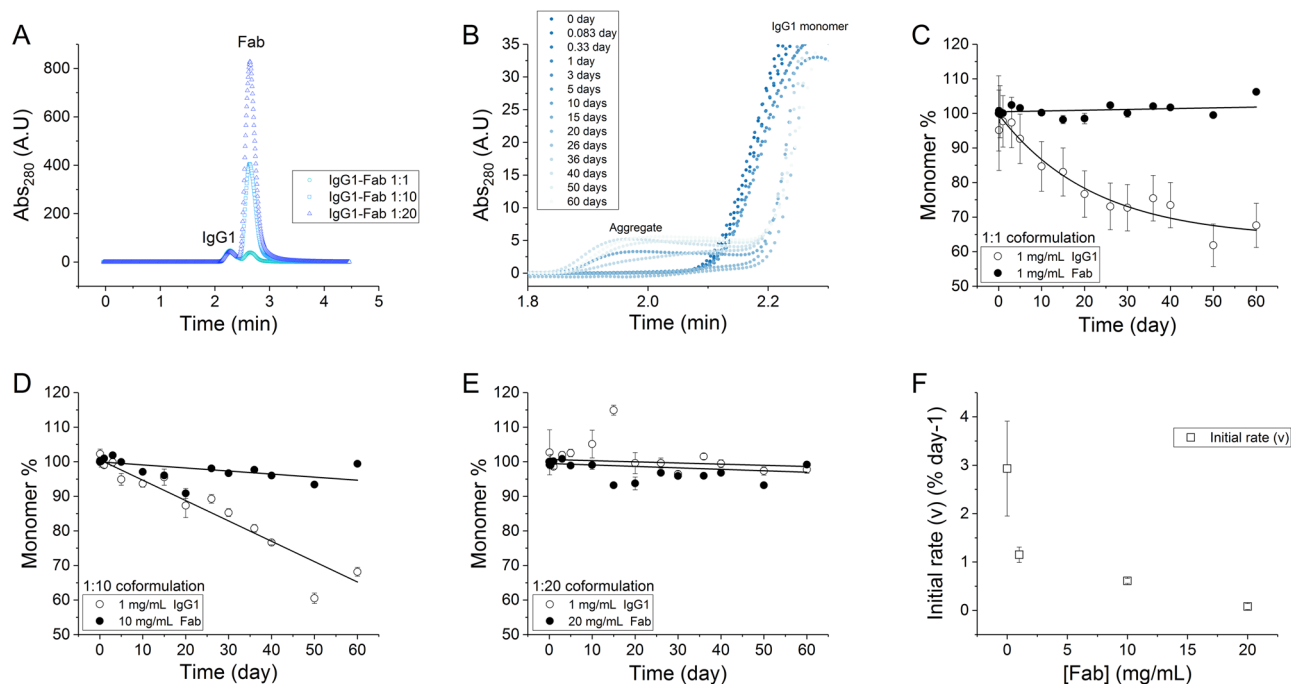 A
Fab
IgG1
IgG1-Fab 1:1
IgG1-Fab 1:10
IgG1-Fab 1:20
Abs280 (A.U)
800
600
400
200
0
0 1 2 3 4 5
Time (min)
B
0 day
0.083 day
0.33 day
1 day
3 days
5 days
10 days
15 days
20 days
26 days
36 days
40 days
50 days
60 days
IgG1 monomer
Aggregate
Abs280 (A.U)
35
30
25
20
15
10
5
0
1.8 2.0 2.2
Time (min)
C
Monomer %
120
110
100
90
80
70
60
50
1:1 coformulation
1 mg/mL IgG1
1 mg/mL Fab
0 10 20 30 40 50 60
Time (day)
D
Monomer %
120
110
100
90
80
70
60
50
1:10 coformulation
1 mg/mL IgG1
10 mg/mL Fab
0 10 20 30 40 50 60
Time (day)
E
Monomer %
120
110
100
90
80
70
60
50
1:20 coformulation
1 mg/mL IgG1
20 mg/mL Fab
0 10 20 30 40 50 60
Time (day)
F
Initial rate (v) (% day-1)
4
3
2
1
0
Initial rate (v)
0 5 10 15 20
[Fab] (mg/mL)